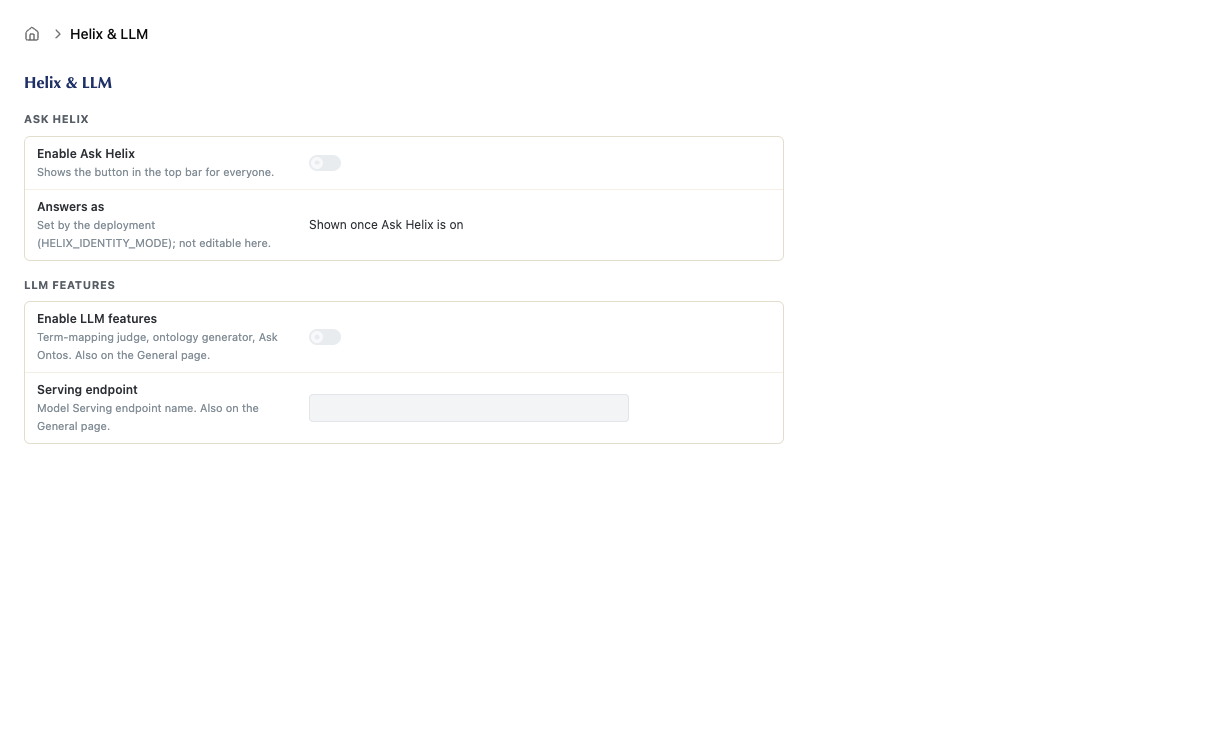 Helix & LLM
Helix & LLM
ASK HELIX
Enable Ask Helix
Shows the button in the top bar for everyone.
Answers as
Set by the deployment
(HELIX_IDENTITY_MODE); not editable here.
Shown once Ask Helix is on
LLM FEATURES
Enable LLM features
Term-mapping judge, ontology generator, Ask
Ontos. Also on the General page.
Serving endpoint
Model Serving endpoint name. Also on the
General page.